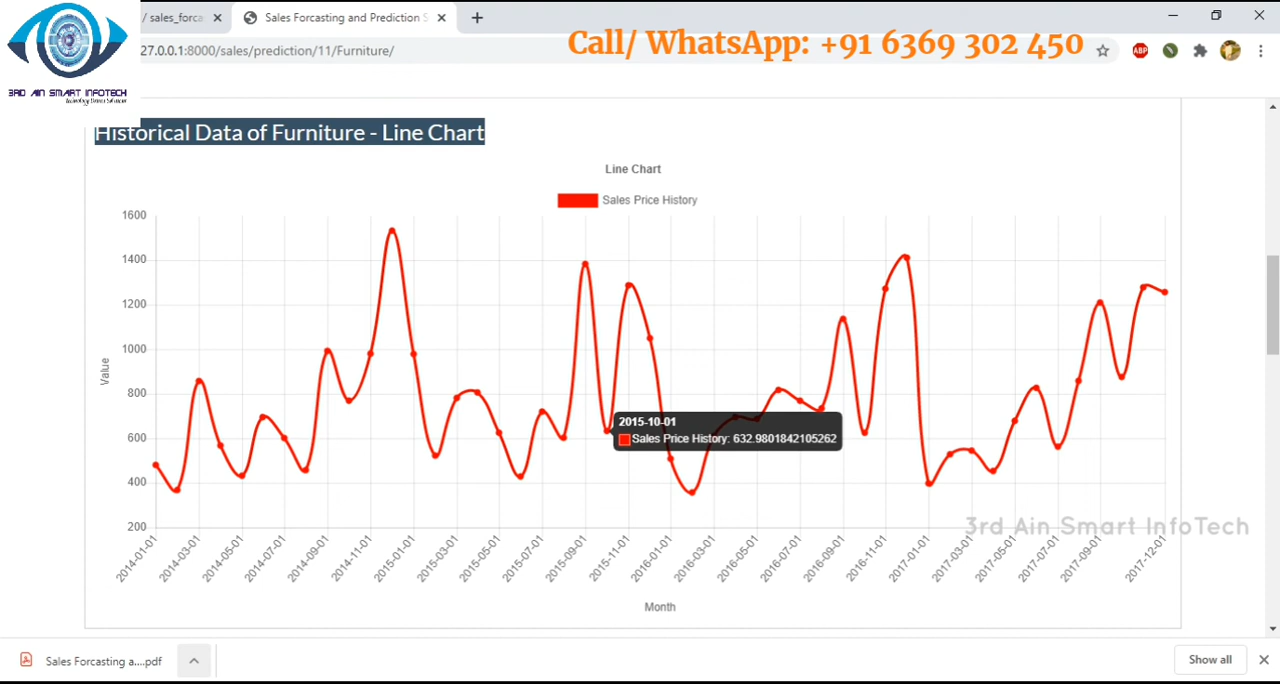 / sales_forca
Sales Forcasting and Prediction S
27.0.0.1:8000/sales/prediction/11/Furniture/
Call/ WhatsApp: +91 6369 302 450
ABP
3RD AIN SMART INFOTECH
Historical Data of Furniture - Line Chart
Line Chart
Sales Price History
1600
1400
1200
1000
800
600
400
200
Value
2015-10-01
Sales Price History: 632.9801842105262
3rd Ain Smart InfoTech
2014-01-01
2014-03-01
2014-05-01
2014-07-01
2014-09-01
2014-11-01
2015-01-01
2015-03-01
2015-05-01
2015-07-01
2015-09-01
2015-11-01
2016-01-01
2016-03-01
2016-05-01
2016-07-01
2016-09-01
2016-11-01
2017-01-01
2017-03-01
2017-05-01
2017-07-01
2017-09-01
2017-12-01
Month
Sales Forcasting a....pdf
Show all